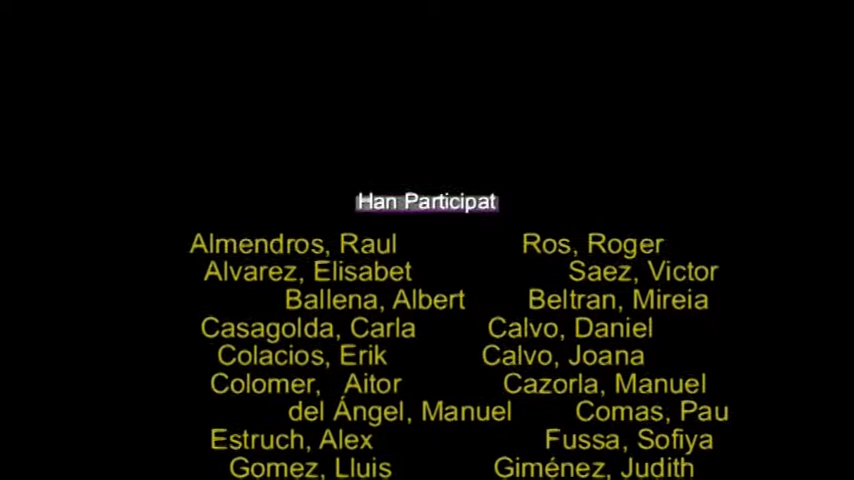 Han Participat
Almendros, Raul Ros, Roger
Alvarez, Elisabet Saez, Victor
Ballena, Albert Beltran, Mireia
Casagolda, Carla Calvo, Daniel
Colacios, Erik Calvo, Joana
Colomer, Aitor Cazorla, Manuel
del Ángel, Manuel Comas, Pau
Estruch, Alex Fussa, Sofiya
Gomez, Lluis Giménez, Judith